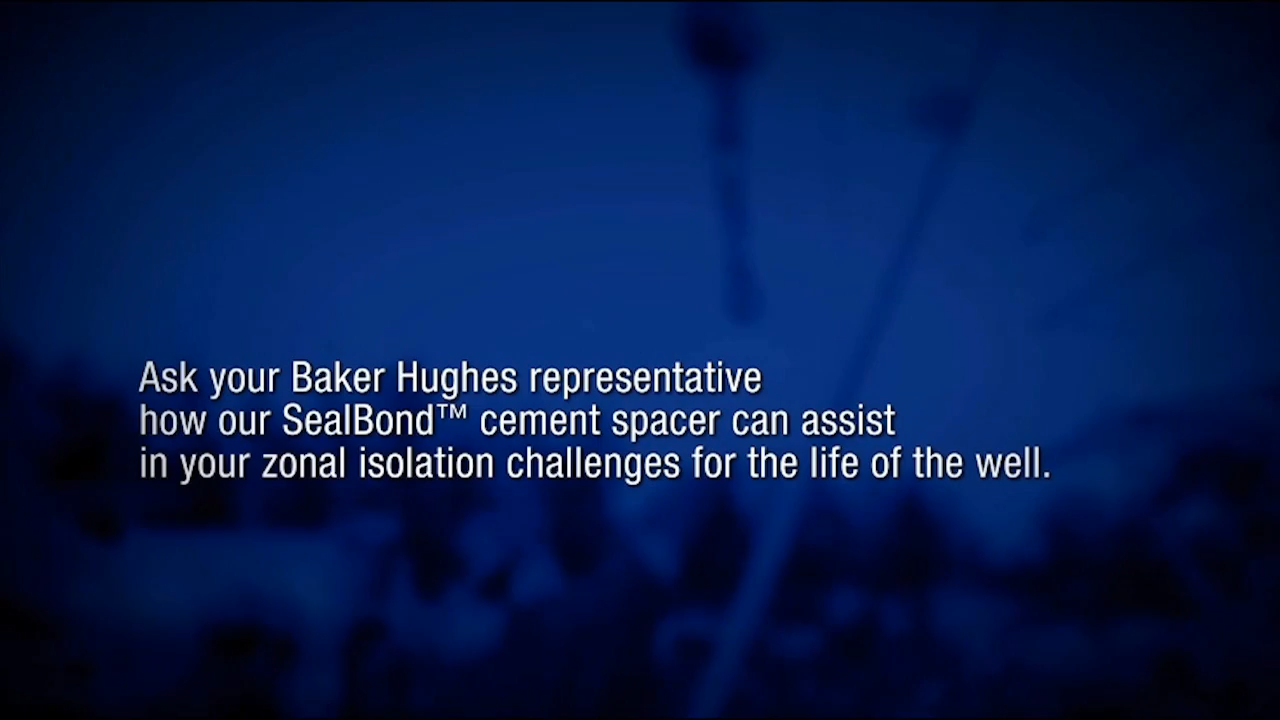 Ask your Baker Hughes representative
how our SealBond™ cement spacer can assist
in your zonal isolation challenges for the life of the well.